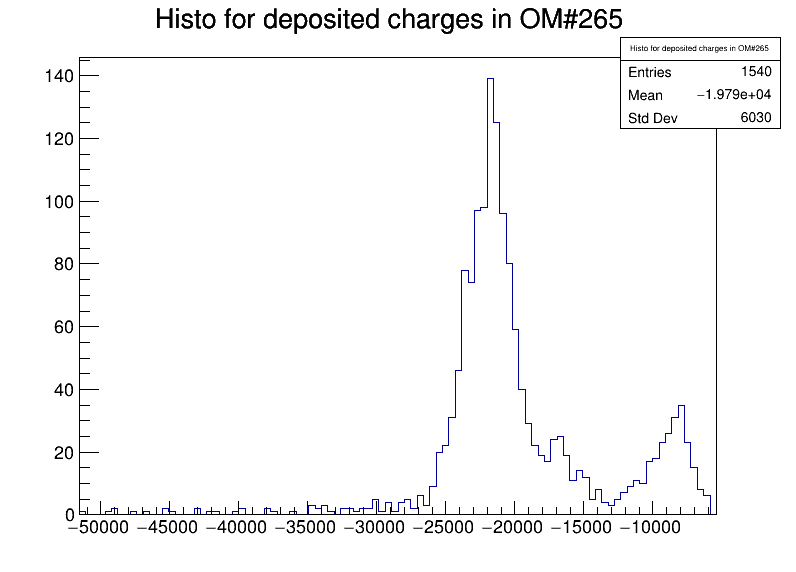 Histo for deposited charges in OM#265
Histo for deposited charges in OM#265
Entries 1540
Mean −1.979e+04
Std Dev 6030
140
120
100
80
60
40
20
0
−50000 −45000 −40000 −35000 −30000 −25000 −20000 −15000 −10000